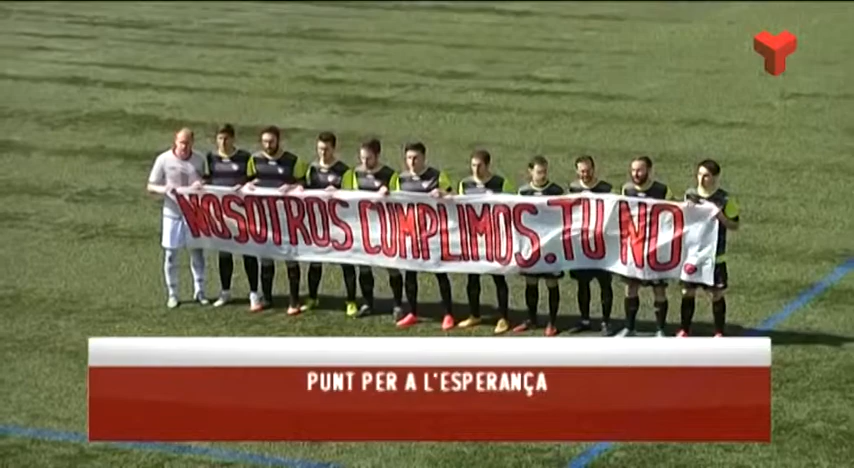 NOSOTROS CUMPLIMOS. TU NO.
PUNT PER A L'ESPERANÇA